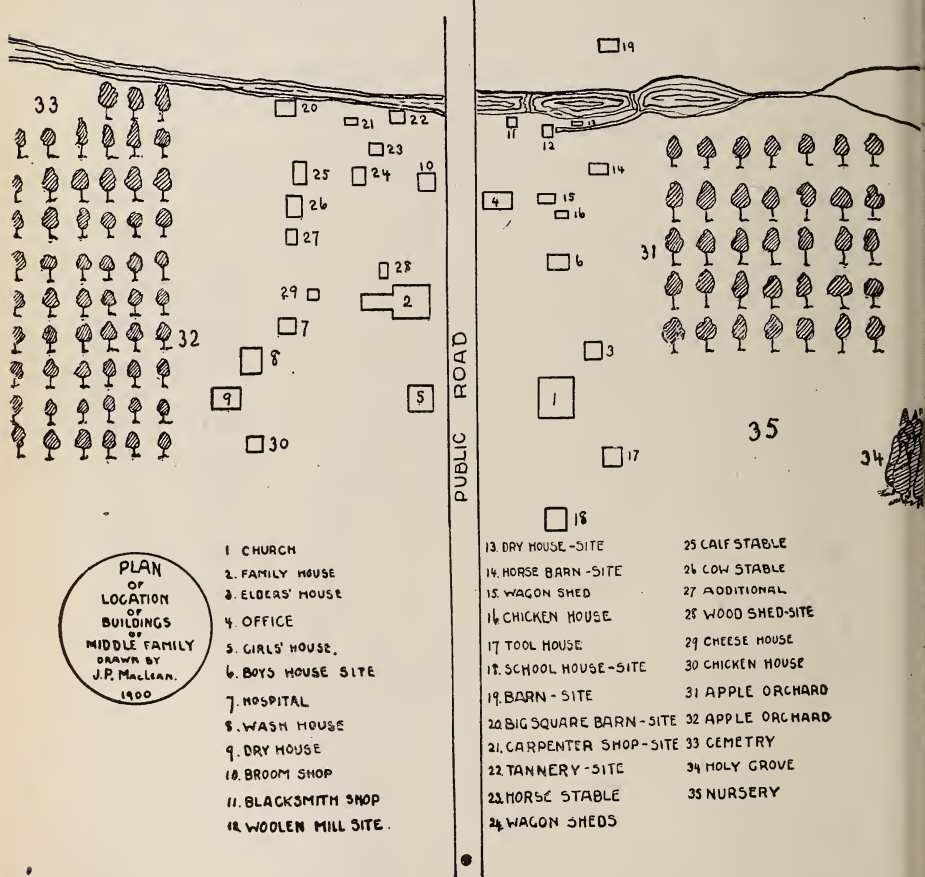 19
33
20
21
22
11
12
13
23
10
25
24
14
26
4
15
16
27
31
6
28
29
2
7
32
8
3
PUBLIC ROAD
9
5
1
35
30
17
34
18
PLAN
OF
LOCATION
OF
BUILDINGS
OF
MIDDLE FAMILY
DRAWN BY
J.P. MacLean.
1900
1 CHURCH
2. FAMILY HOUSE
3. ELDERS' HOUSE
4. OFFICE
5. GIRLS' HOUSE.
6. BOYS HOUSE SITE
7. HOSPITAL
8. WASH HOUSE
9. DRY HOUSE
10. BROOM SHOP
11. BLACKSMITH SHOP
12. WOOLEN MILL SITE.
13. DRY HOUSE-SITE
14. HORSE BARN-SITE
15. WAGON SHED
16. CHICKEN HOUSE
17 TOOL HOUSE
18. SCHOOL HOUSE-SITE
19. BARN-SITE
20. BIG SQUARE BARN-SITE
21. CARPENTER SHOP-SITE
22. TANNERY-SITE
23. HORSE STABLE
24. WAGON SHEDS
25 CALF STABLE
26 COW STABLE
27 ADDITIONAL
28 WOOD SHED-SITE
29 CHEESE HOUSE
30 CHICKEN HOUSE
31 APPLE ORCHARD
32 APPLE ORCHARD
33 CEMETRY
34 HOLY GROVE
35 NURSERY